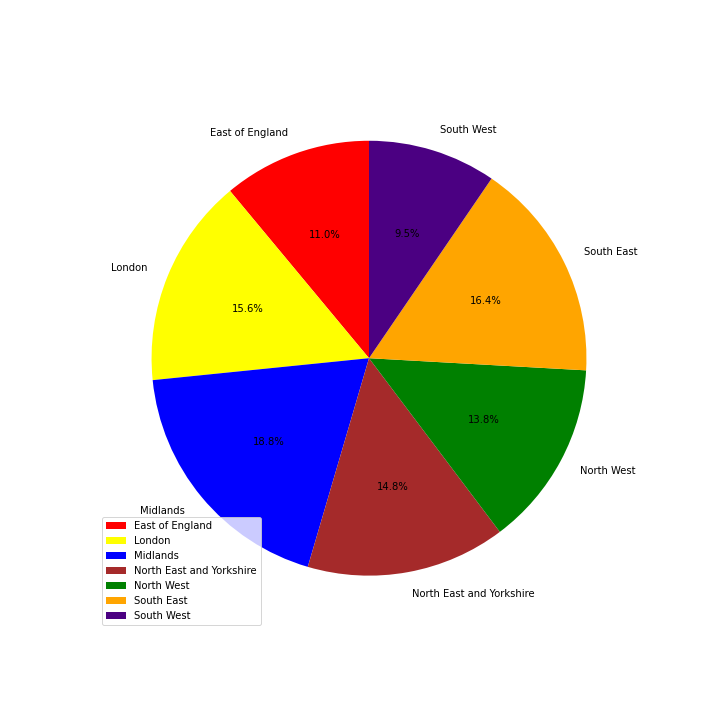 South West
East of England
South East
London
11.0%
9.5%
16.4%
15.6%
13.8%
18.8%
North West
14.8%
Midlands
North East and Yorkshire
East of England
London
Midlands
North East and Yorkshire
North West
South East
South West